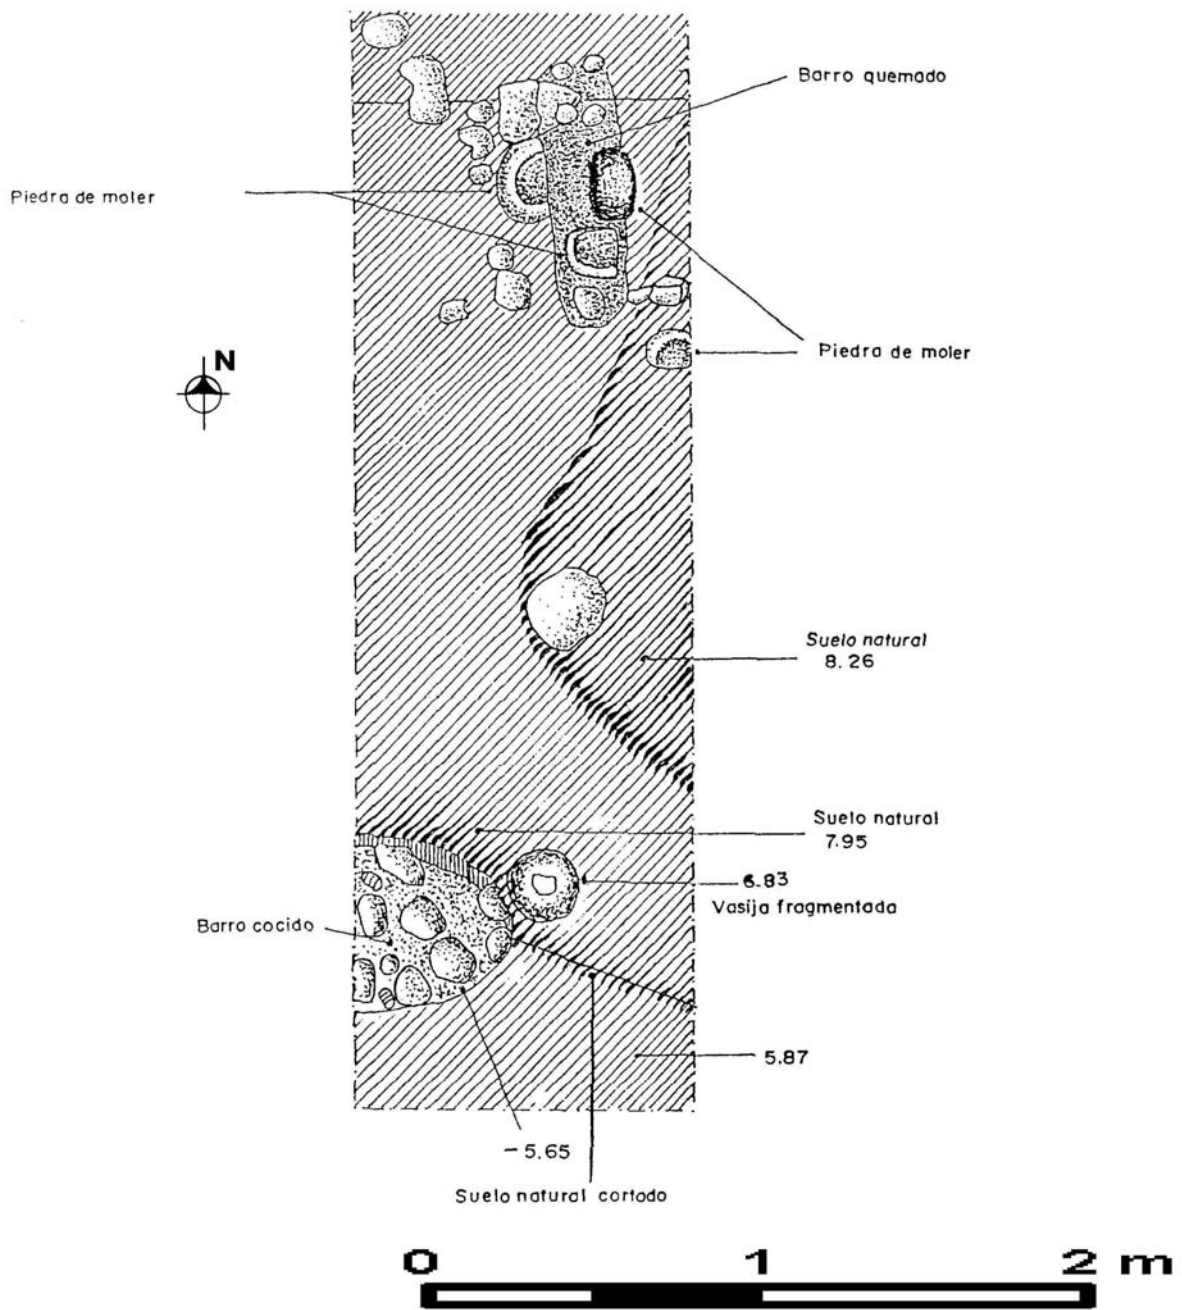 Barro quemado
Piedra de moler
N
Piedra de moler
Suelo natural
8.26
Suelo natural
7.95
6.83
Vasija fragmentada
Barro cocido
5.87
-5.65
Suelo natural cortado
0 1 2 m